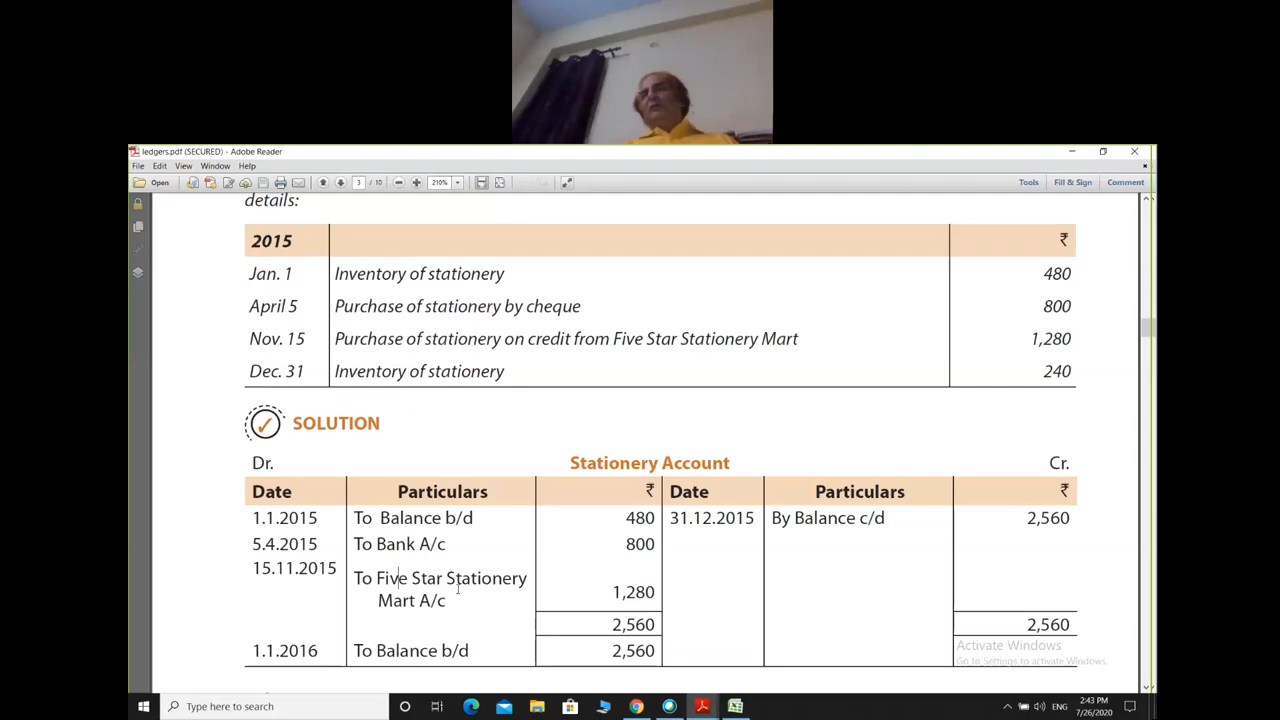 ledgers.pdf (SECURED) - Adobe Reader
File Edit View Window Help
Open 3 / 10 210% Tools Fill & Sign Comment
details:
2015 ₹
Jan. 1 Inventory of stationery 480
April 5 Purchase of stationery by cheque 800
Nov. 15 Purchase of stationery on credit from Five Star Stationery Mart 1,280
Dec. 31 Inventory of stationery 240
SOLUTION
Dr. Stationery Account Cr.
Date Particulars ₹ Date Particulars ₹
1.1.2015 To Balance b/d 480 31.12.2015 By Balance c/d 2,560
5.4.2015 To Bank A/c 800
15.11.2015 To Five Star Stationery
Mart A/c 1,280
2,560 2,560
1.1.2016 To Balance b/d 2,560
Activate Windows
Go to Settings to activate Windows.
Type here to search ENG 2:43 PM
7/26/2020